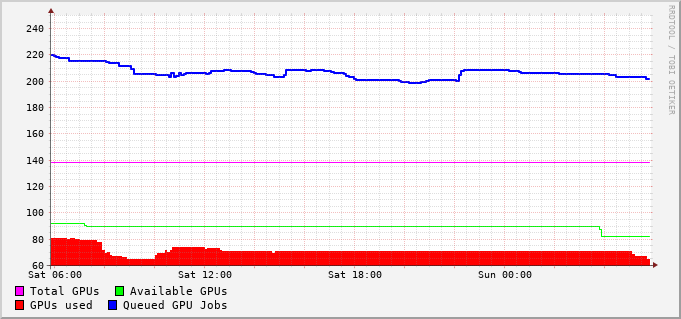 RRDTOOL / TOBI OETIKER
240
220
200
180
160
140
120
100
80
60
Sat 06:00 Sat 12:00 Sat 18:00 Sun 00:00
Total GPUs Available GPUs
GPUs used Queued GPU Jobs